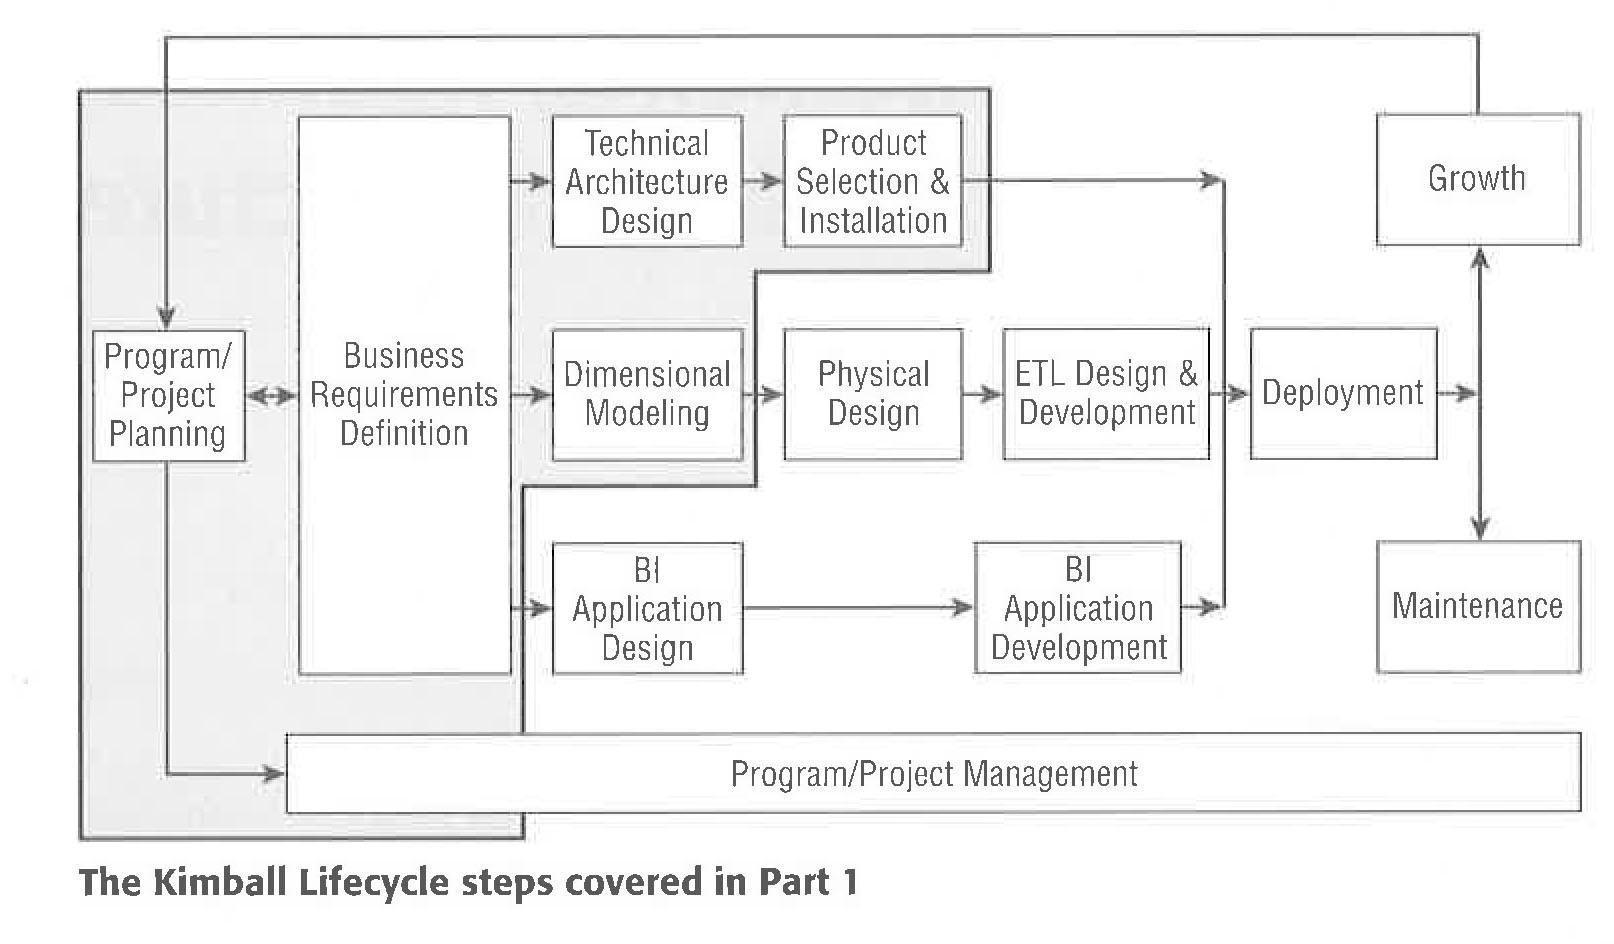 Technical
Architecture
Design
Product
Selection &
Installation
Growth
Program/
Project
Planning
Business
Requirements
Definition
Dimensional
Modeling
Physical
Design
ETL Design &
Development
Deployment
BI
Application
Design
BI
Application
Development
Maintenance
Program/Project Management
The Kimball Lifecycle steps covered in Part 1